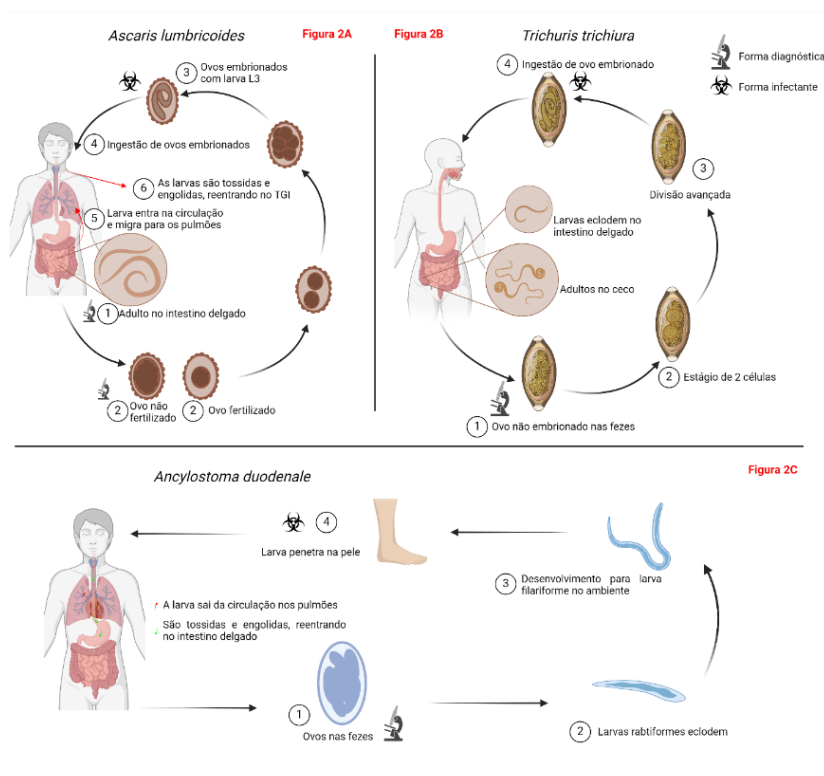 Ascaris lumbricoides
Figura 2A
3 Ovos embrionados
com larva L3
4 Ingestão de ovos embrionados
6 As larvas são tossidas e
engolidas, reentrando no TGI
5 Larva entra na circulação
e migra para os pulmões
1 Adulto no intestino delgado
2 Ovo não
fertilizado
2 Ovo fertilizado
Figura 2B
Trichuris trichiura
Forma diagnóstica
Forma infectante
4 Ingestão de ovo embrionado
3
Divisão avançada
Larvas eclodem no
intestino delgado
Adultos no ceco
2 Estágio de 2 células
1 Ovo não embrionado nas fezes
Ancylostoma duodenale
Figura 2C
4
Larva penetra na pele
3 Desenvolvimento para larva
filariforme no ambiente
A larva sai da circulação nos pulmões
São tossidas e engolidas, reentrando
no intestino delgado
1
Ovos nas fezes
2 Larvas rabtiformes eclodem